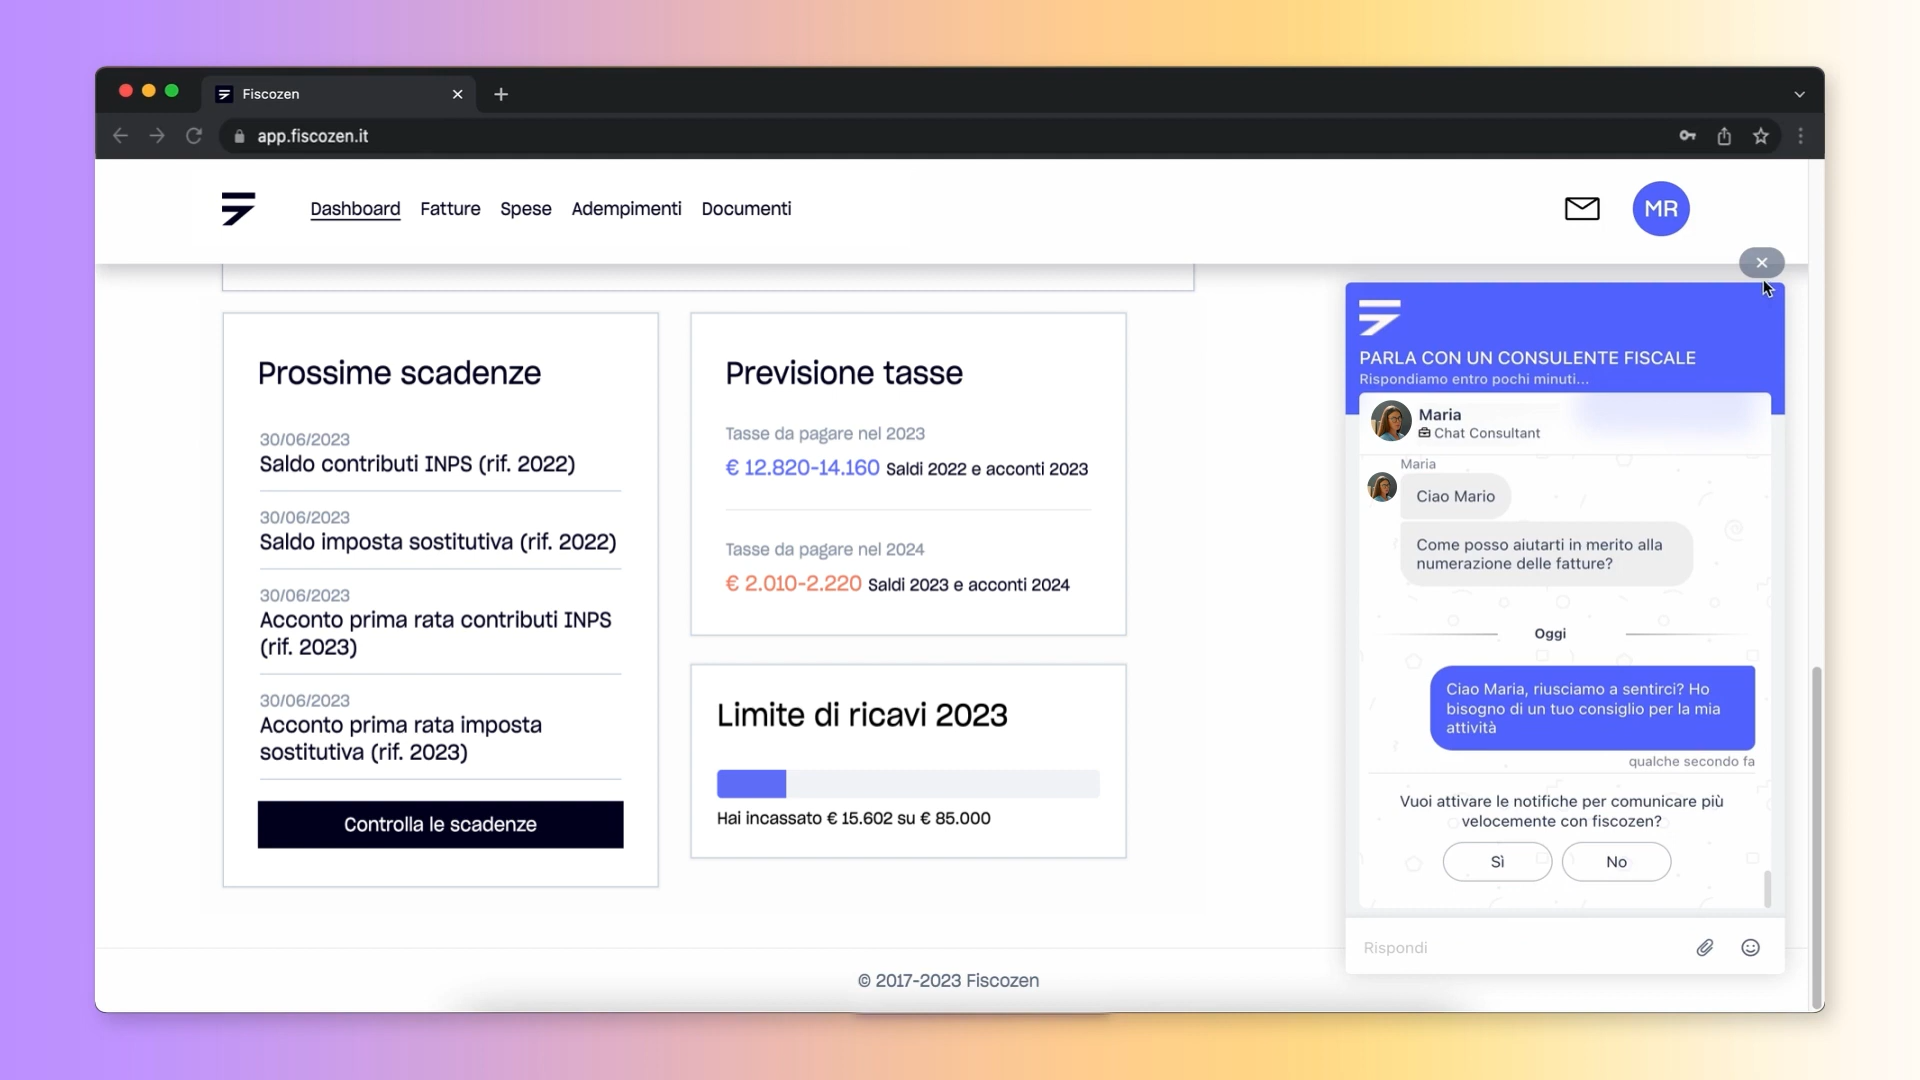 Fiscozen
app.fiscozen.it
Dashboard Fatture Spese Adempimenti Documenti
MR
Prossime scadenze
30/06/2023
Saldo contributi INPS (rif. 2022)
30/06/2023
Saldo imposta sostitutiva (rif. 2022)
30/06/2023
Acconto prima rata contributi INPS
(rif. 2023)
30/06/2023
Acconto prima rata imposta
sostitutiva (rif. 2023)
Controlla le scadenze
Previsione tasse
Tasse da pagare nel 2023
€ 12.820-14.160 Saldi 2022 e acconti 2023
Tasse da pagare nel 2024
€ 2.010-2.220 Saldi 2023 e acconti 2024
Limite di ricavi 2023
Hai incassato € 15.602 su € 85.000
PARLA CON UN CONSULENTE FISCALE
Rispondiamo entro pochi minuti...
Maria
Chat Consultant
Maria
Ciao Mario
Come posso aiutarti in merito alla
numerazione delle fatture?
Oggi
Ciao Maria, riusciamo a sentirci? Ho
bisogno di un tuo consiglio per la mia
attività
qualche secondo fa
Vuoi attivare le notifiche per comunicare più
velocemente con fiscozen?
Sì No
Rispondi
© 2017-2023 Fiscozen